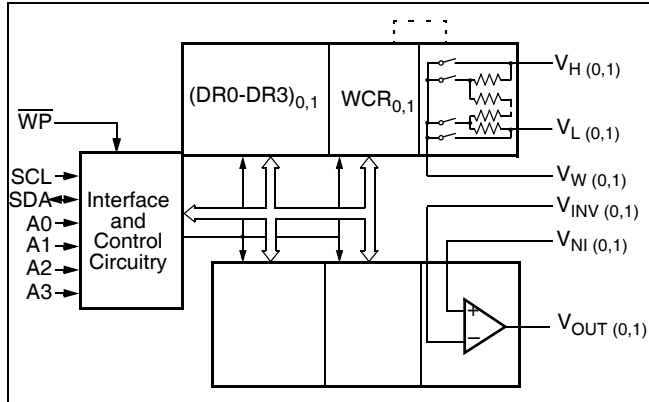 (DR0-DR3)0,1
WCR0,1
VH (0,1)
VL (0,1)
VW (0,1)
VINV (0,1)
VNI (0,1)
VOUT (0,1)
WP
SCL
SDA
A0
A1
A2
A3
Interface
and
Control
Circuitry
+
−